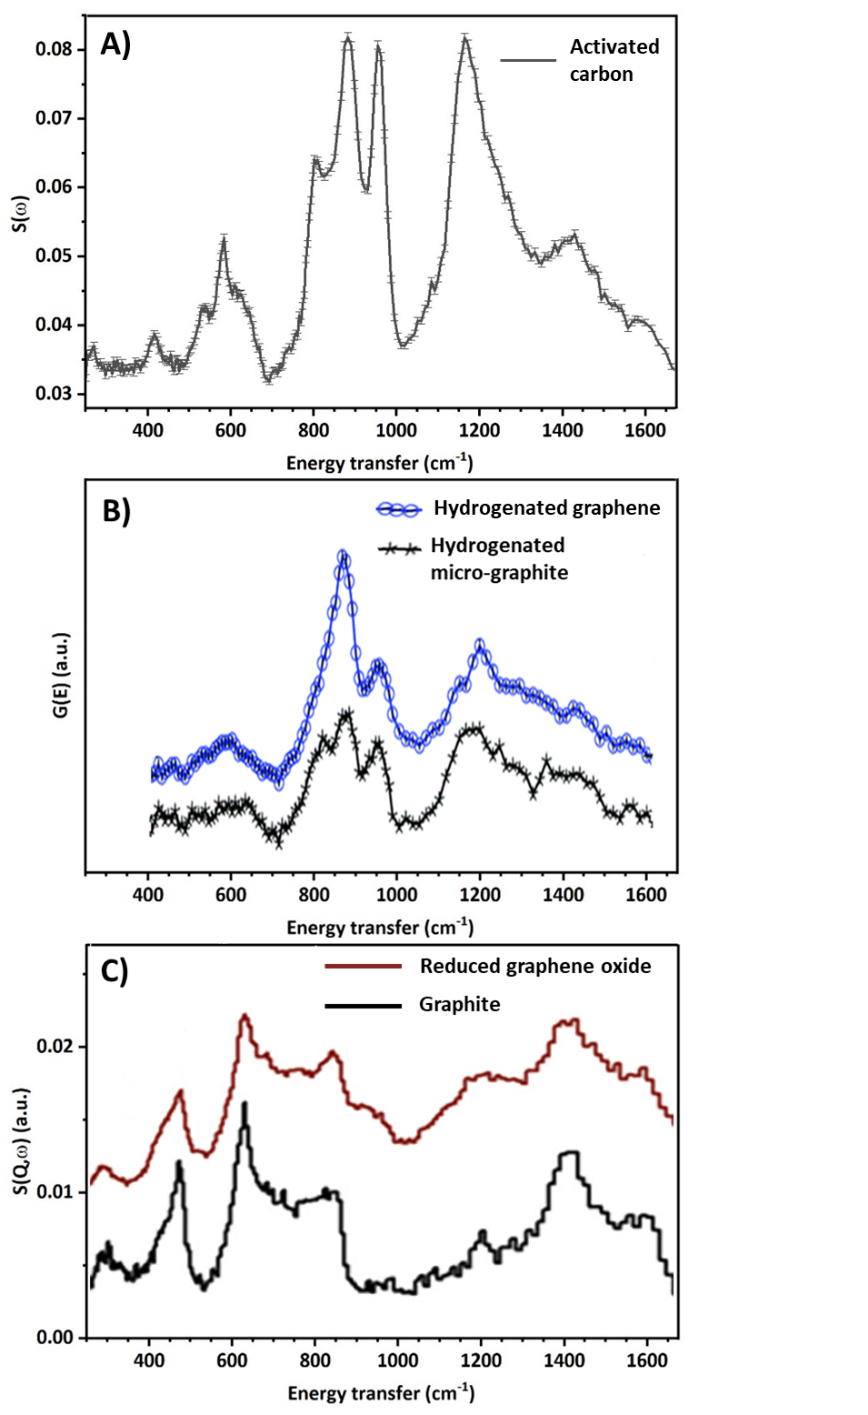 A)
Activated
carbon
0.08
0.07
0.06
0.05
0.04
0.03
S(ω)
400 600 800 1000 1200 1400 1600
Energy transfer (cm⁻¹)
B)
Hydrogenated graphene
Hydrogenated
micro-graphite
G(E) (a.u.)
400 600 800 1000 1200 1400 1600
Energy transfer (cm⁻¹)
C)
Reduced graphene oxide
Graphite
0.02
0.01
0.00
S(Q,ω) (a.u.)
400 600 800 1000 1200 1400 1600
Energy transfer (cm⁻¹)